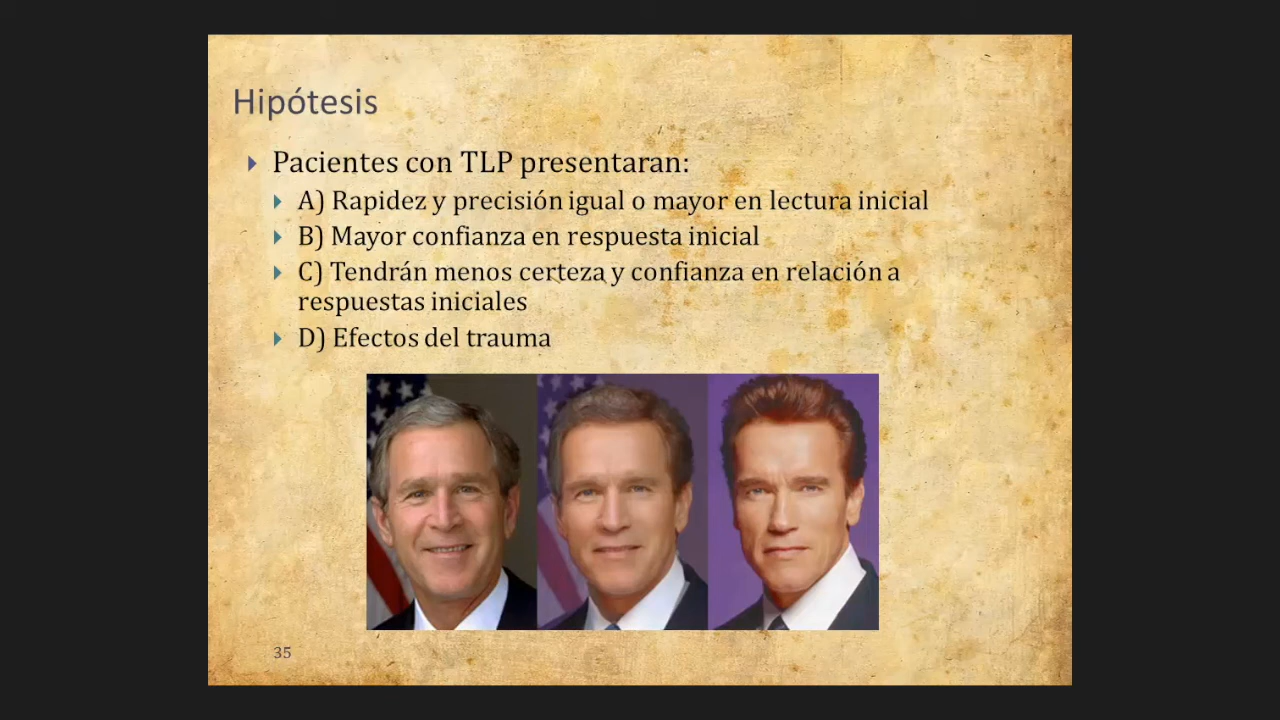 Hipótesis
Pacientes con TLP presentaran:
A) Rapidez y precisión igual o mayor en lectura inicial
B) Mayor confianza en respuesta inicial
C) Tendrán menos certeza y confianza en relación a
respuestas iniciales
D) Efectos del trauma
35